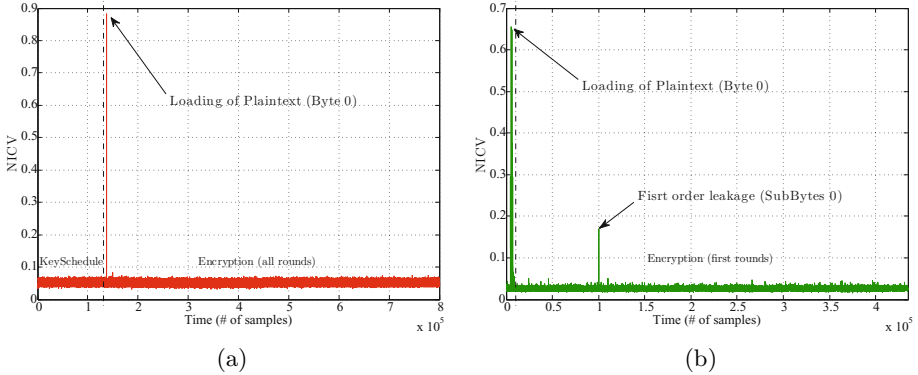 0.9
0.8
0.7
0.6
0.5
0.4
0.3
0.2
0.1
0
NICV
Loading of Plaintext (Byte 0)
KeySchedule
Encryption (all rounds)
0 1 2 3 4 5 6 7 8
Time (# of samples)
x 10^5
(a)
0.7
0.6
0.5
0.4
0.3
0.2
0.1
0
NICV
Loading of Plaintext (Byte 0)
Fisrt order leakage (SubBytes 0)
Encryption (first rounds)
0 0.5 1 1.5 2 2.5 3 3.5 4
Time (# of samples)
x 10^5
(b)